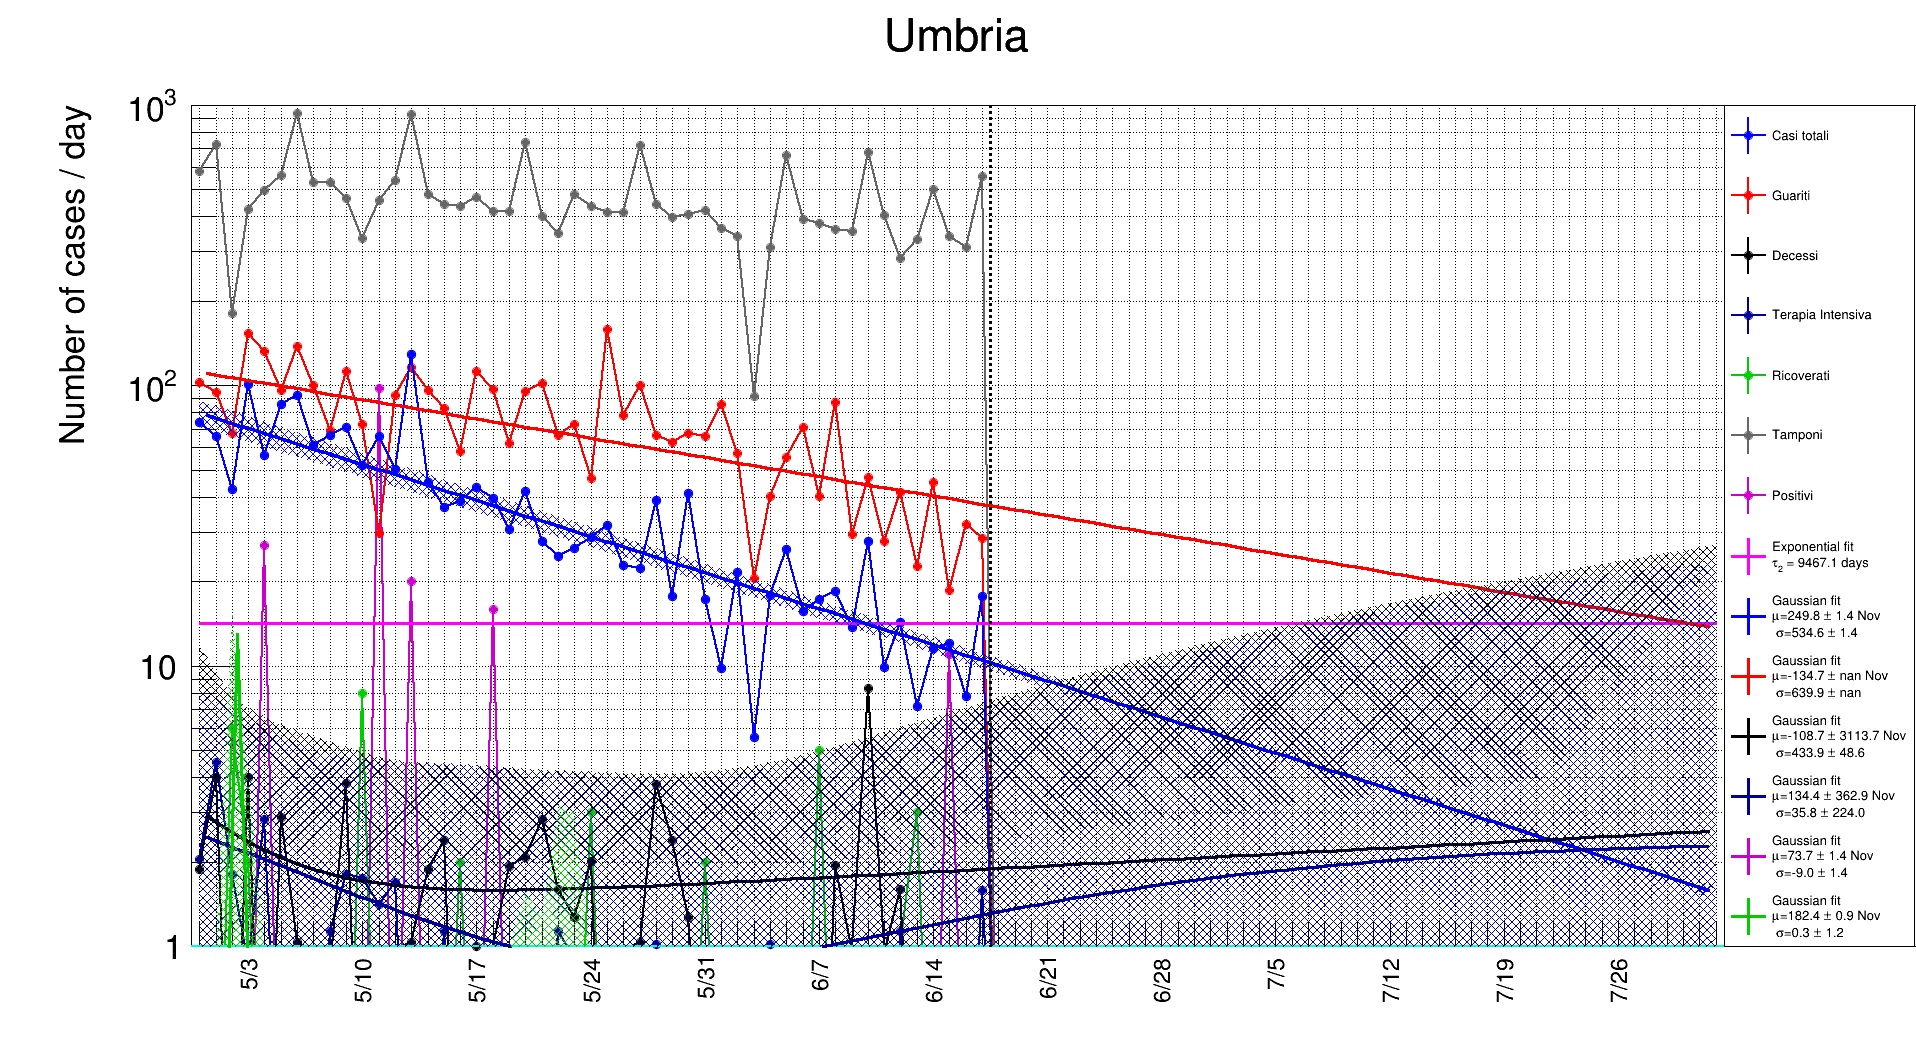 Umbria
Number of cases / day
10³
10²
10
1
5/3
5/10
5/17
5/24
5/31
6/7
6/14
6/21
6/28
7/5
7/12
7/19
7/26
Casi totali
Guariti
Decessi
Terapia Intensiva
Ricoverati
Tamponi
Positivi
Exponential fit
τ₂ = 9467.1 days
Gaussian fit
μ=249.8 ± 1.4 Nov
σ=534.6 ± 1.4
Gaussian fit
μ=-134.7 ± nan Nov
σ=639.9 ± nan
Gaussian fit
μ=-108.7 ± 3113.7 Nov
σ=433.9 ± 48.6
Gaussian fit
μ=134.4 ± 362.9 Nov
σ=35.8 ± 224.0
Gaussian fit
μ=73.7 ± 1.4 Nov
σ=-9.0 ± 1.4
Gaussian fit
μ=182.4 ± 0.9 Nov
σ=0.3 ± 1.2